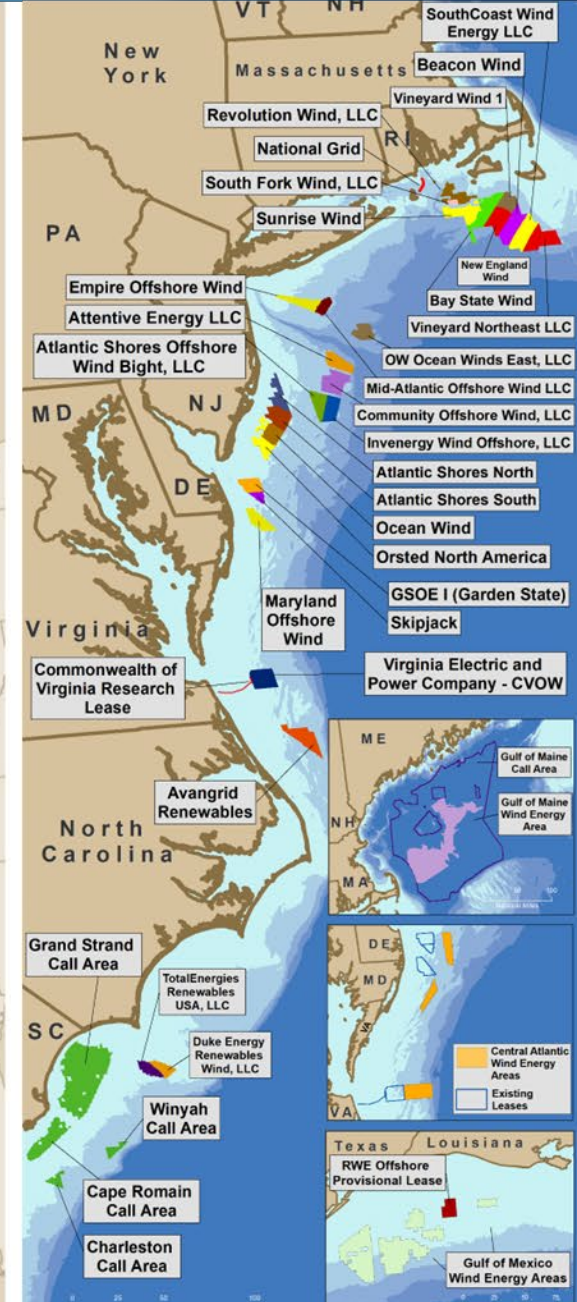 VT
NH
SouthCoast Wind
Energy LLC
New
York
Beacon Wind
Massachusetts
Vineyard Wind 1
Revolution Wind, LLC
RI
National Grid
South Fork Wind, LLC
Sunrise Wind
PA
New England
Wind
Empire Offshore Wind
Bay State Wind
Attentive Energy LLC
Vineyard Northeast LLC
Atlantic Shores Offshore
Wind Bight, LLC
OW Ocean Winds East, LLC
Mid-Atlantic Offshore Wind LLC
MD
NJ
Community Offshore Wind, LLC
Invenergy Wind Offshore, LLC
Atlantic Shores North
DE
Atlantic Shores South
Ocean Wind
Orsted North America
Maryland
Offshore
Wind
GSOE I (Garden State)
Skipjack
Virginia
Commonwealth of
Virginia Research
Lease
Virginia Electric and
Power Company - CVOW
ME
Gulf of Maine
Call Area
Avangrid
Renewables
Gulf of Maine
Wind Energy
Area
NH
North
Carolina
MA
Grand Strand
Call Area
DE
TotalEnergies
Renewables
USA, LLC
MD
SC
Duke Energy
Renewables
Wind, LLC
Central Atlantic
Wind Energy
Areas
Existing
Leases
Winyah
Call Area
VA
Texas
Louisiana
RWE Offshore
Provisional Lease
Cape Romain
Call Area
Charleston
Call Area
Gulf of Mexico
Wind Energy Areas
0 25 50 100
0 25 50 75